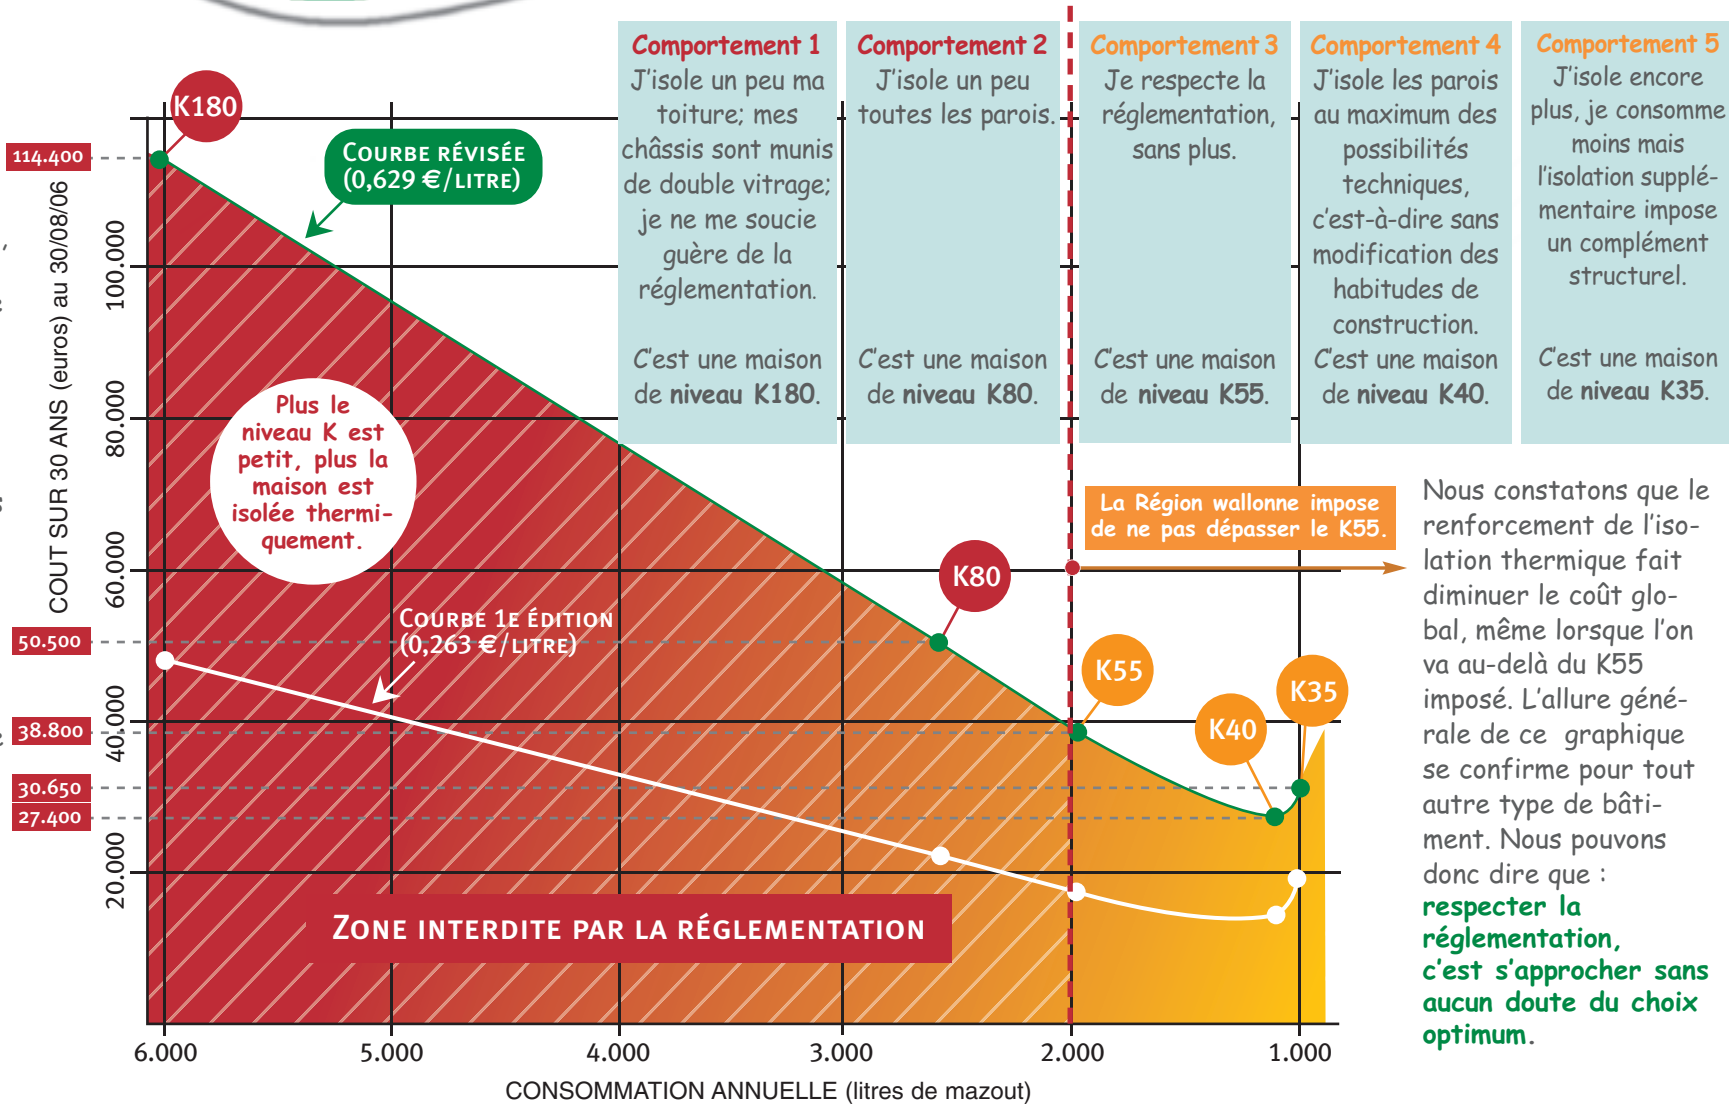 Comportement 1
J'isole un peu ma
toiture; mes
châssis sont munis
de double vitrage;
je ne me soucie
guère de la
réglementation.
C'est une maison
de niveau K180.
Comportement 2
J'isole un peu
toutes les parois.
C'est une maison
de niveau K80.
Comportement 3
Je respecte la
réglementation,
sans plus.
C'est une maison
de niveau K55.
Comportement 4
J'isole les parois
au maximum des
possibilités
techniques,
c'est-à-dire sans
modification des
habitudes de
construction.
C'est une maison
de niveau K40.
Comportement 5
J'isole encore
plus, je consomme
moins mais
l'isolation supplé-
mentaire impose
un complément
structurel.
C'est une maison
de niveau K35.
K180
COURBE RÉVISÉE
(0,629 €/LITRE)
114.400
50.500
38.800
30.650
27.400
COUT SUR 30 ANS (euros) au 30/08/06
100.000
80.000
60.000
40.000
20.000
Plus le
niveau K est
petit, plus la
maison est
isolée thermi-
quement.
COURBE 1E ÉDITION
(0,263 €/LITRE)
K80
K55
K40
K35
La Région wallonne impose
de ne pas dépasser le K55.
ZONE INTERDITE PAR LA RÉGLEMENTATION
6.000
5.000
4.000
3.000
2.000
1.000
CONSOMMATION ANNUELLE (litres de mazout)
Nous constatons que le
renforcement de l'iso-
lation thermique fait
diminuer le coût glo-
bal, même lorsque l'on
va au-delà du K55
imposé. L'allure géné-
rale de ce graphique
se confirme pour tout
autre type de bâti-
ment. Nous pouvons
donc dire que :
respecter la
réglementation,
c'est s'approcher sans
aucun doute du choix
optimum.